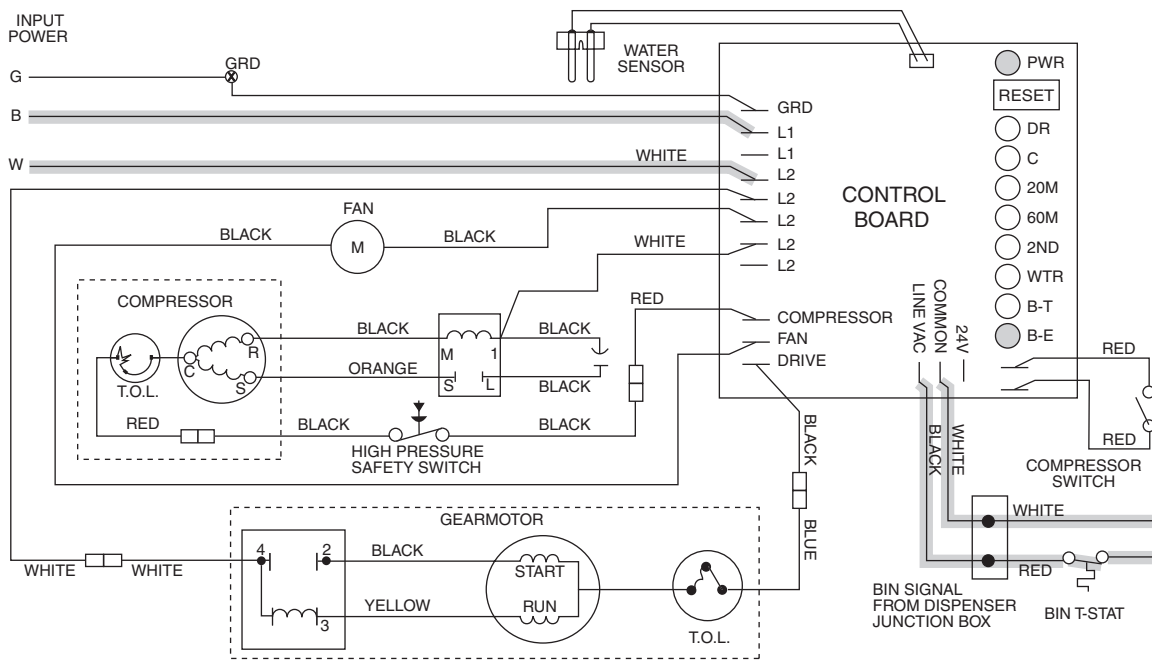 INPUT
POWER
G
GRD
B
W
WHITE
WATER
SENSOR
GRD
L1
L1
L2
L2
L2
L2
L2
COMPRESSOR
FAN
DRIVE
CONTROL
BOARD
PWR
RESET
DR
C
20M
60M
2ND
WTR
B-T
B-E
LINE VAC
COMMON
24V
RED
RED
COMPRESSOR
SWITCH
FAN
M
BLACK
BLACK
WHITE
RED
COMPRESSOR
T.O.L.
C
R
S
BLACK
ORANGE
M
1
S
L
BLACK
BLACK
RED
BLACK
BLACK
HIGH PRESSURE
SAFETY SWITCH
BLACK
BLUE
BLACK
WHITE
WHITE
RED
BIN SIGNAL
FROM DISPENSER
JUNCTION BOX
BIN T-STAT
GEARMOTOR
4
2
3
BLACK
YELLOW
START
RUN
T.O.L.
WHITE
WHITE